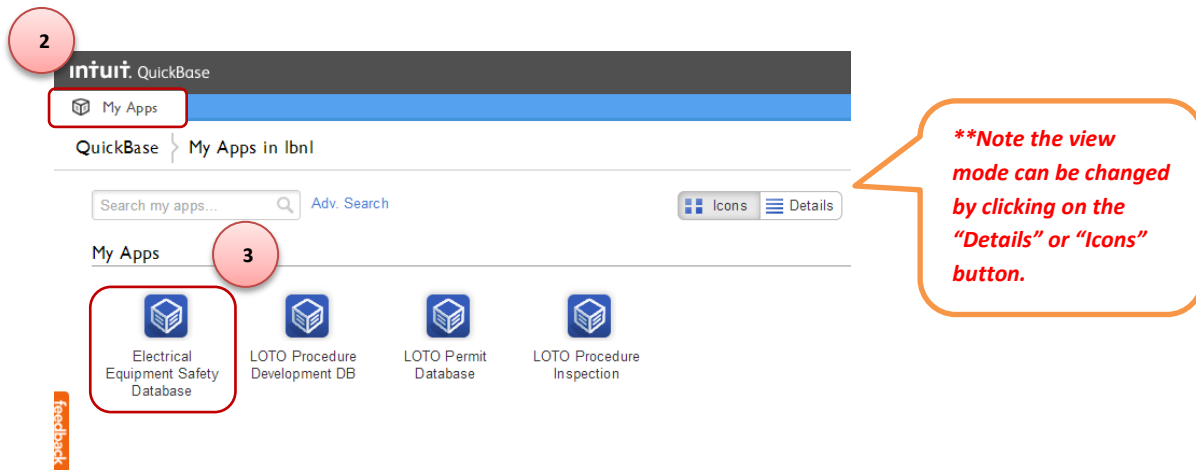 2
intuit. QuickBase
My Apps
QuickBase My Apps in lbnl
Search my apps... Adv. Search Icons Details
**Note the view
mode can be changed
by clicking on the
“Details” or “Icons”
button.
My Apps
3
Electrical
Equipment Safety
Database
LOTO Procedure
Development DB
LOTO Permit
Database
LOTO Procedure
Inspection
feedback